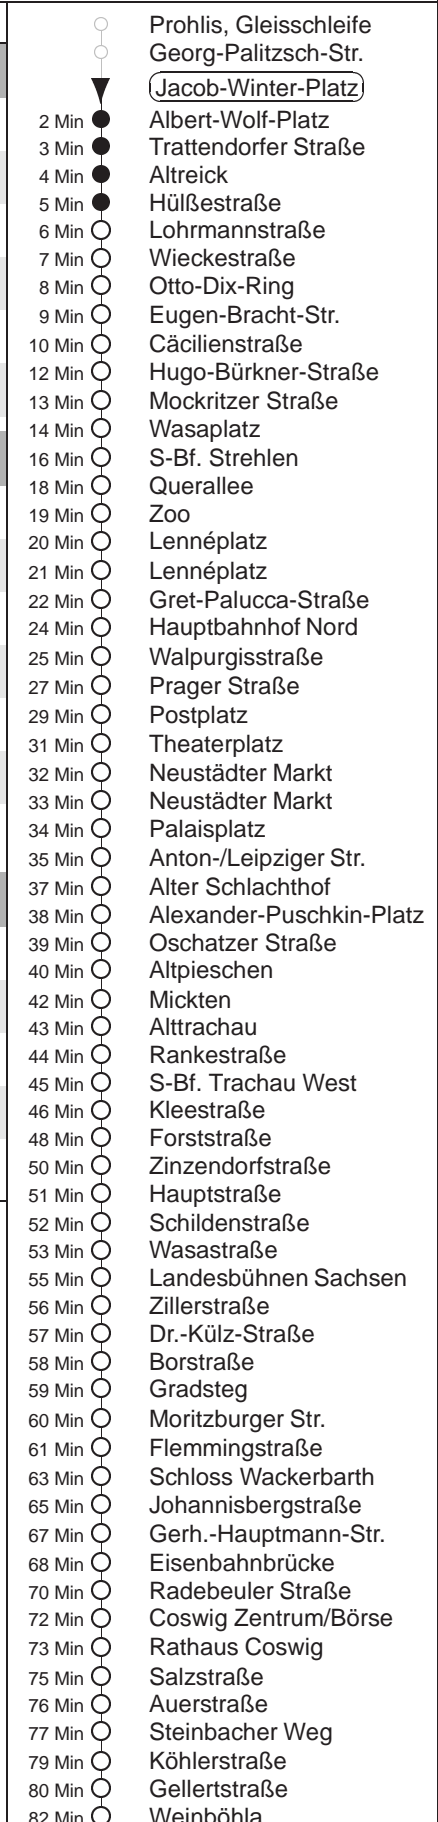 Prohlis, Gleisschleife
Georg-Palitzsch-Str.
Jacob-Winter-Platz
2 Min Albert-Wolf-Platz
3 Min Trattendorfer Straße
4 Min Altreick
5 Min Hülßestraße
6 Min Lohrmannstraße
7 Min Wieckestraße
8 Min Otto-Dix-Ring
9 Min Eugen-Bracht-Str.
10 Min Cäcilienstraße
12 Min Hugo-Bürkner-Straße
13 Min Mockritzer Straße
14 Min Wasaplatz
16 Min S-Bf. Strehlen
18 Min Querallee
19 Min Zoo
20 Min Lennéplatz
21 Min Lennéplatz
22 Min Gret-Palucca-Straße
24 Min Hauptbahnhof Nord
25 Min Walpurgisstraße
27 Min Prager Straße
29 Min Postplatz
31 Min Theaterplatz
32 Min Neustädter Markt
33 Min Neustädter Markt
34 Min Palaisplatz
35 Min Anton-/Leipziger Str.
37 Min Alter Schlachthof
38 Min Alexander-Puschkin-Platz
39 Min Oschatzer Straße
40 Min Altpieschen
42 Min Mickten
43 Min Alttrachau
44 Min Rankestraße
45 Min S-Bf. Trachau West
46 Min Kleestraße
48 Min Forststraße
50 Min Zinzendorfstraße
51 Min Hauptstraße
52 Min Schildenstraße
53 Min Wasastraße
55 Min Landesbühnen Sachsen
56 Min Zillerstraße
57 Min Dr.-Külz-Straße
58 Min Borstraße
59 Min Gradsteg
60 Min Moritzburger Str.
61 Min Flemmingstraße
63 Min Schloss Wackerbarth
65 Min Johannisbergstraße
67 Min Gerh.-Hauptmann-Str.
68 Min Eisenbahnbrücke
70 Min Radebeuler Straße
72 Min Coswig Zentrum/Börse
73 Min Rathaus Coswig
75 Min Salzstraße
76 Min Auerstraße
77 Min Steinbacher Weg
79 Min Köhlerstraße
80 Min Gellertstraße
82 Min Weinböhla